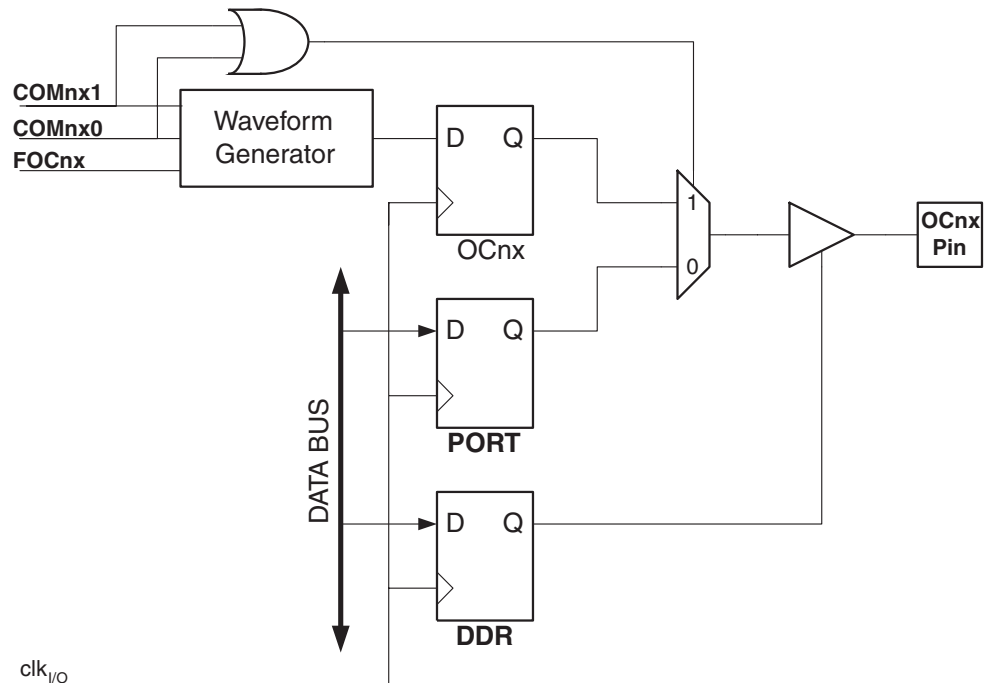 COMnx1
COMnx0
FOCnx
Waveform
Generator
D Q
OCnx
1
0
OCnx
Pin
D Q
PORT
D Q
DDR
DATA BUS
clkI/O